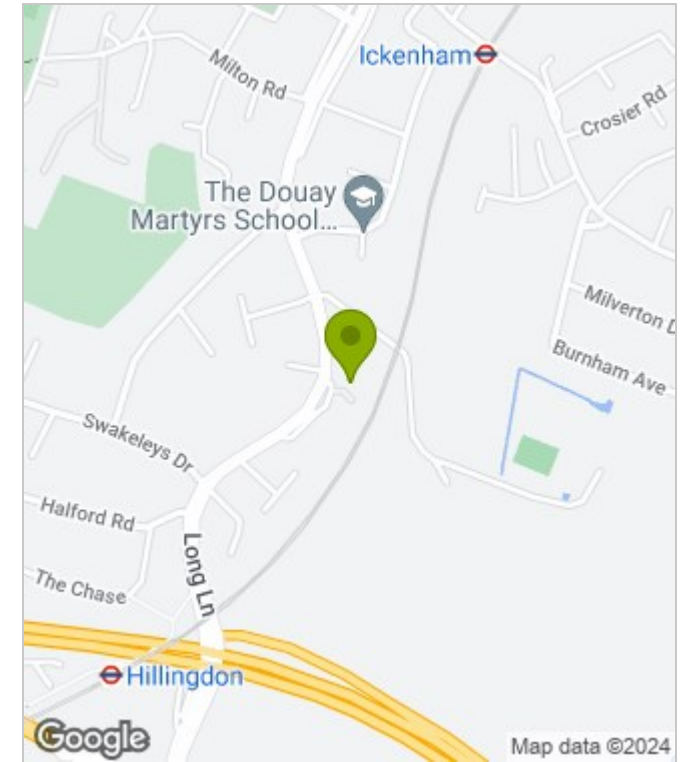 Ickenham
Milton Rd
Crosier Rd
The Douay
Martyrs School...
Milverton D
Burnham Ave
Swakeleys Dr
Halford Rd
Long Ln
The Chase
Hillingdon
Google
Map data ©2024